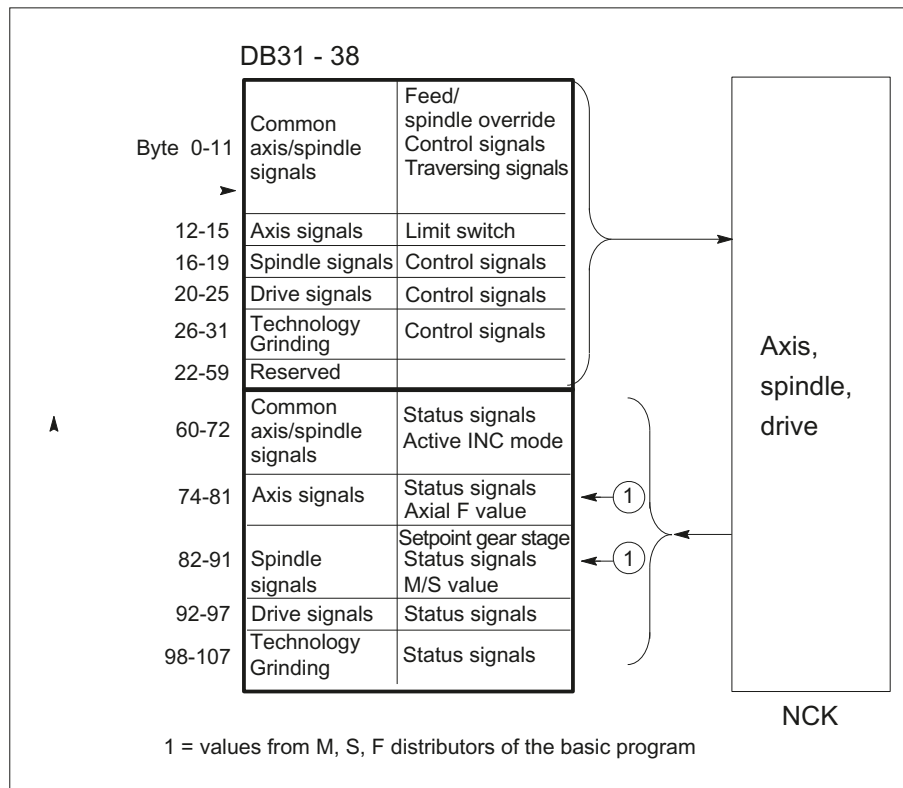 DB31 - 38
Byte 0-11
Common
axis/spindle
signals
Feed/
spindle override
Control signals
Traversing signals
12-15 Axis signals Limit switch
16-19 Spindle signals Control signals
20-25 Drive signals Control signals
26-31 Technology
Grinding Control signals
22-59 Reserved
60-72 Common
axis/spindle
signals
Status signals
Active INC mode
74-81 Axis signals Status signals
Axial F value
1
82-91 Spindle
signals
Setpoint gear stage
Status signals
M/S value
1
92-97 Drive signals Status signals
98-107 Technology
Grinding Status signals
Axis,
spindle,
drive
NCK
1 = values from M, S, F distributors of the basic program